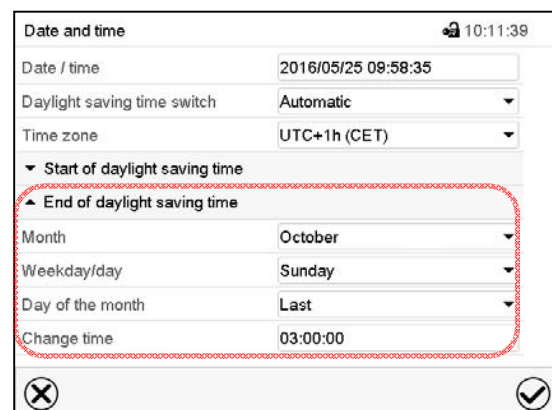 Date and time 10:11:39
Date / time 2016/05/25 09:58:35
Daylight saving time switch Automatic
Time zone UTC+1h (CET)
Start of daylight saving time
End of daylight saving time
Month October
Weekday/day Sunday
Day of the month Last
Change time 03:00:00